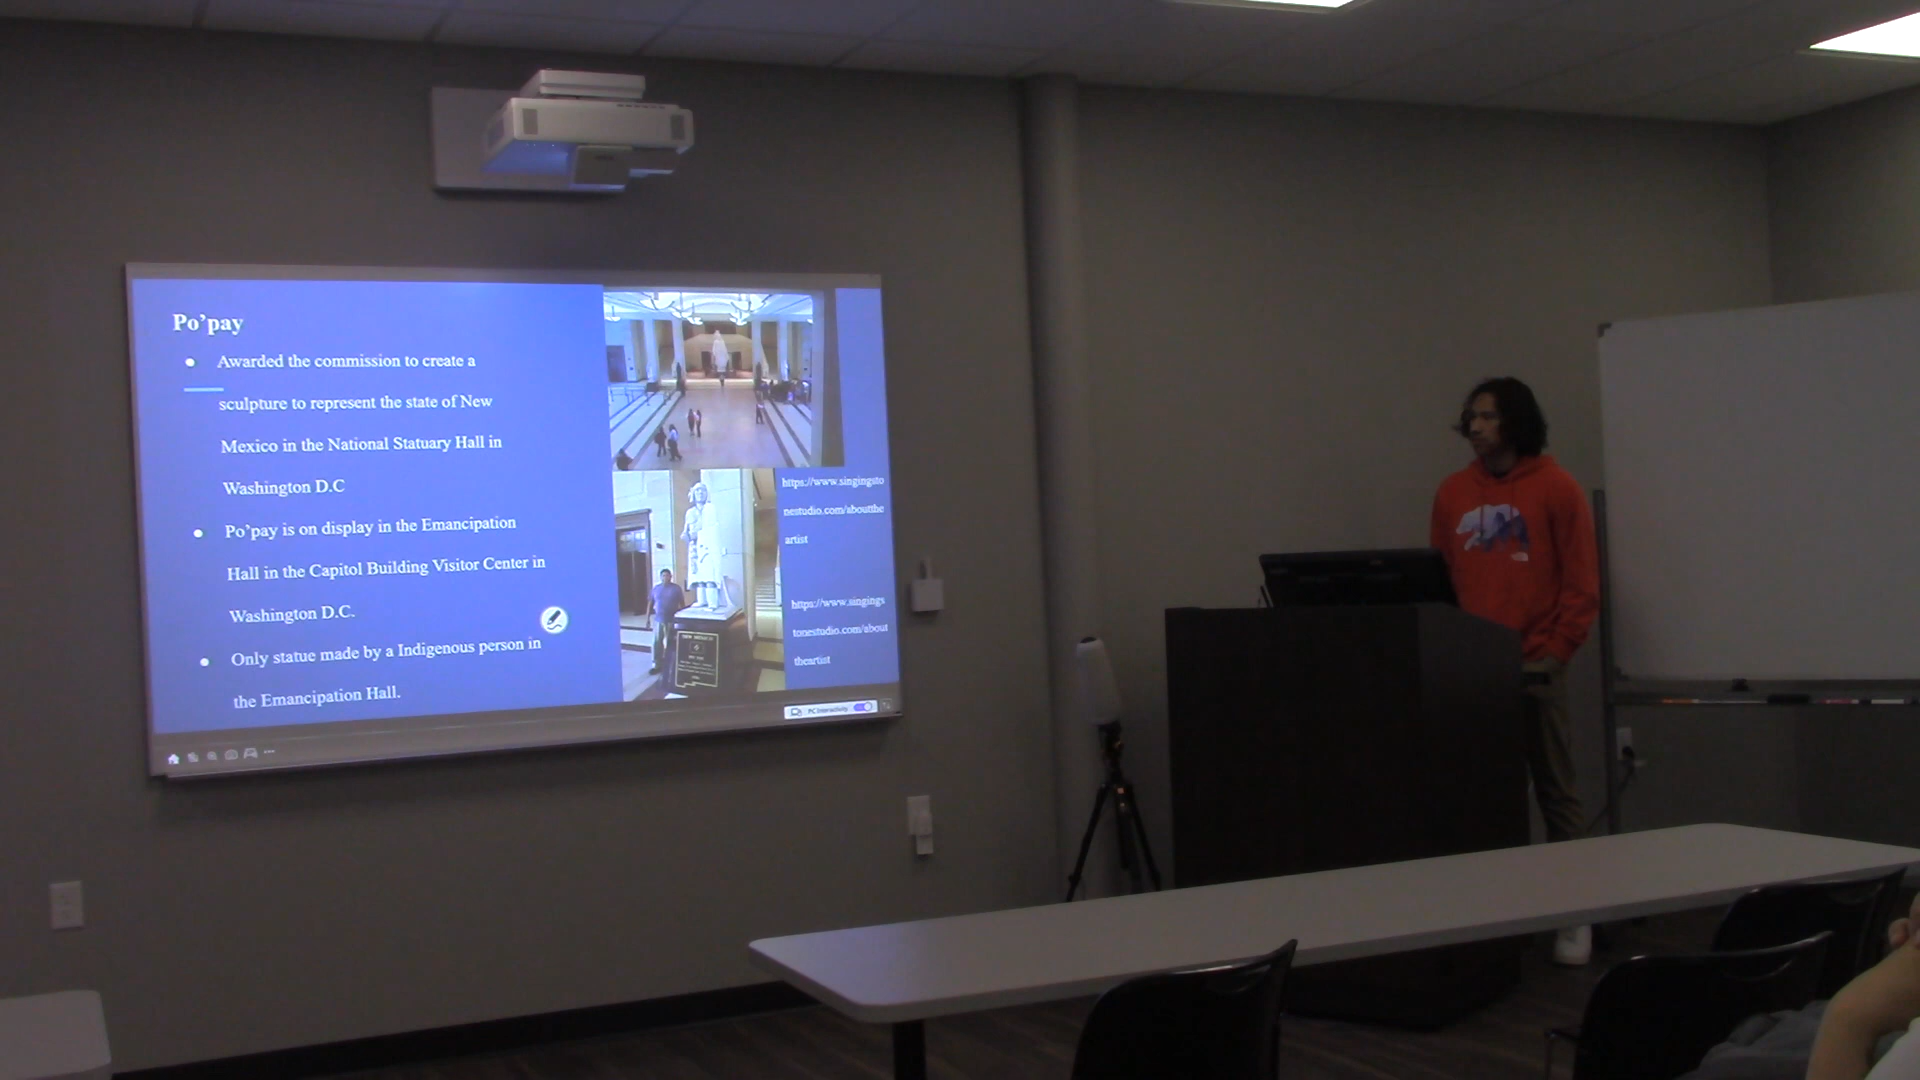 Po'pay
Awarded the commission to create a
sculpture to represent the state of New
Mexico in the National Statuary Hall in
Washington D.C
Po'pay is on display in the Emancipation
Hall in the Capitol Building Visitor Center in
Washington D.C.
Only statue made by a Indigenous person in
the Emancipation Hall.
https://www.singingsto
nestudio.com/aboutthe
artist
https://www.singings
tonestudio.com/about
theartist
PC Interactivity